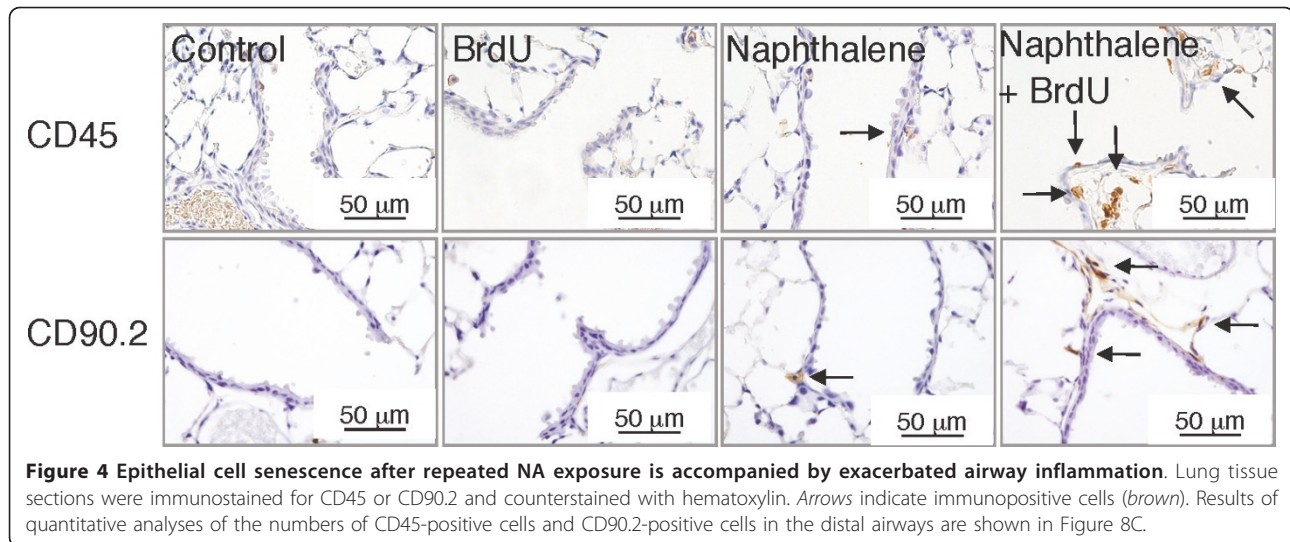 Control BrdU Naphthalene Naphthalene
+ BrdU
CD45
50 μm 50 μm 50 μm 50 μm
CD90.2
50 μm 50 μm 50 μm 50 μm
Figure 4 Epithelial cell senescence after repeated NA exposure is accompanied by exacerbated airway inflammation. Lung tissue
sections were immunostained for CD45 or CD90.2 and counterstained with hematoxylin. Arrows indicate immunopositive cells (brown). Results of
quantitative analyses of the numbers of CD45-positive cells and CD90.2-positive cells in the distal airways are shown in Figure 8C.